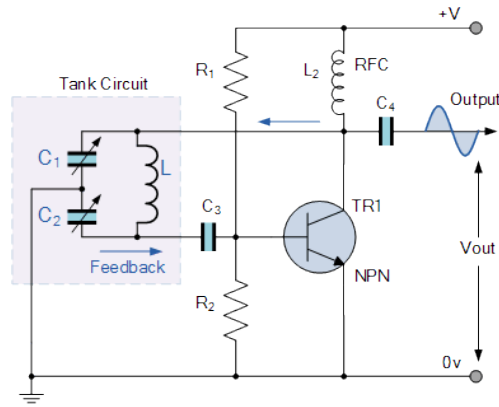 +V
R1
L2
RFC
Tank Circuit
C4
Output
C1
L
C2
C3
TR1
Feedback
Vout
NPN
R2
0v